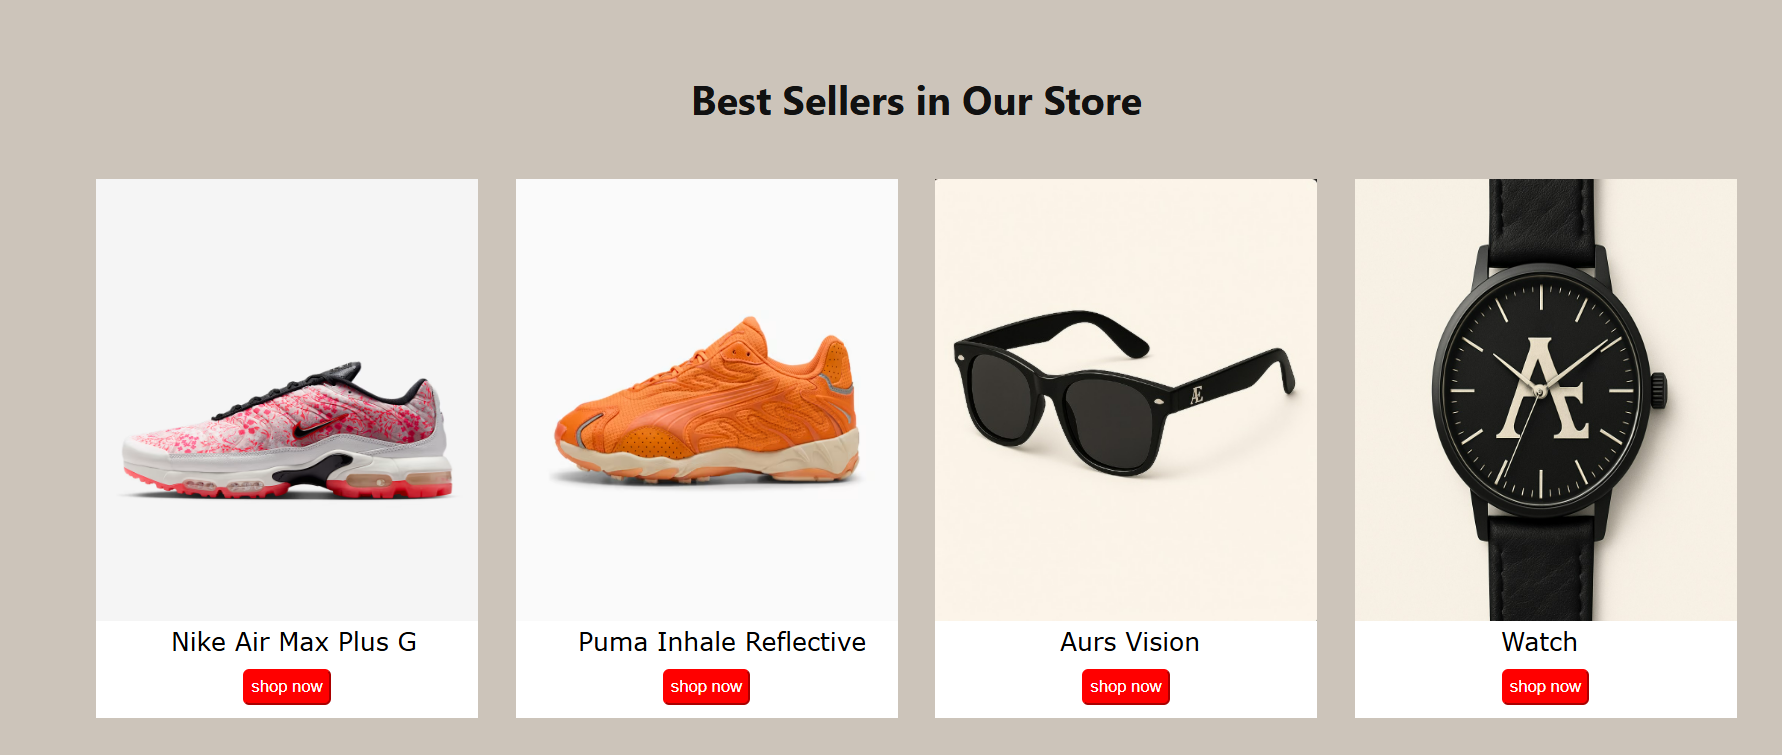 Best Sellers in Our Store
Æ
Æ
Nike Air Max Plus G
Puma Inhale Reflective
Aurs Vision
Watch
shop now
shop now
shop now
shop now